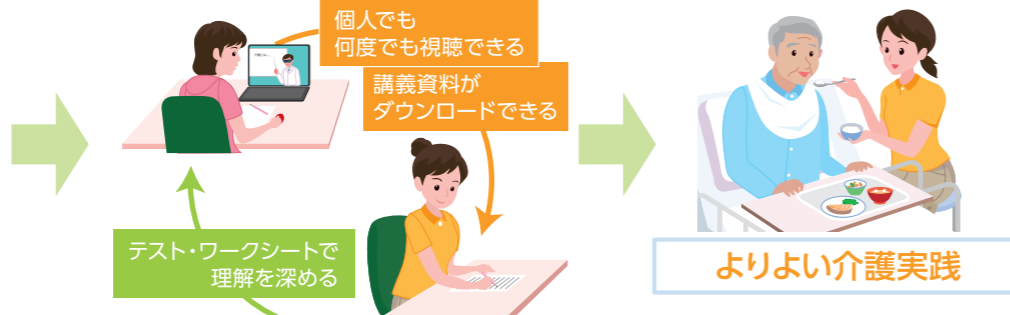 個人でも
何度でも視聴できる
講義資料が
ダウンロードできる
テスト・ワークシートで
理解を深める
よりよい介護実践